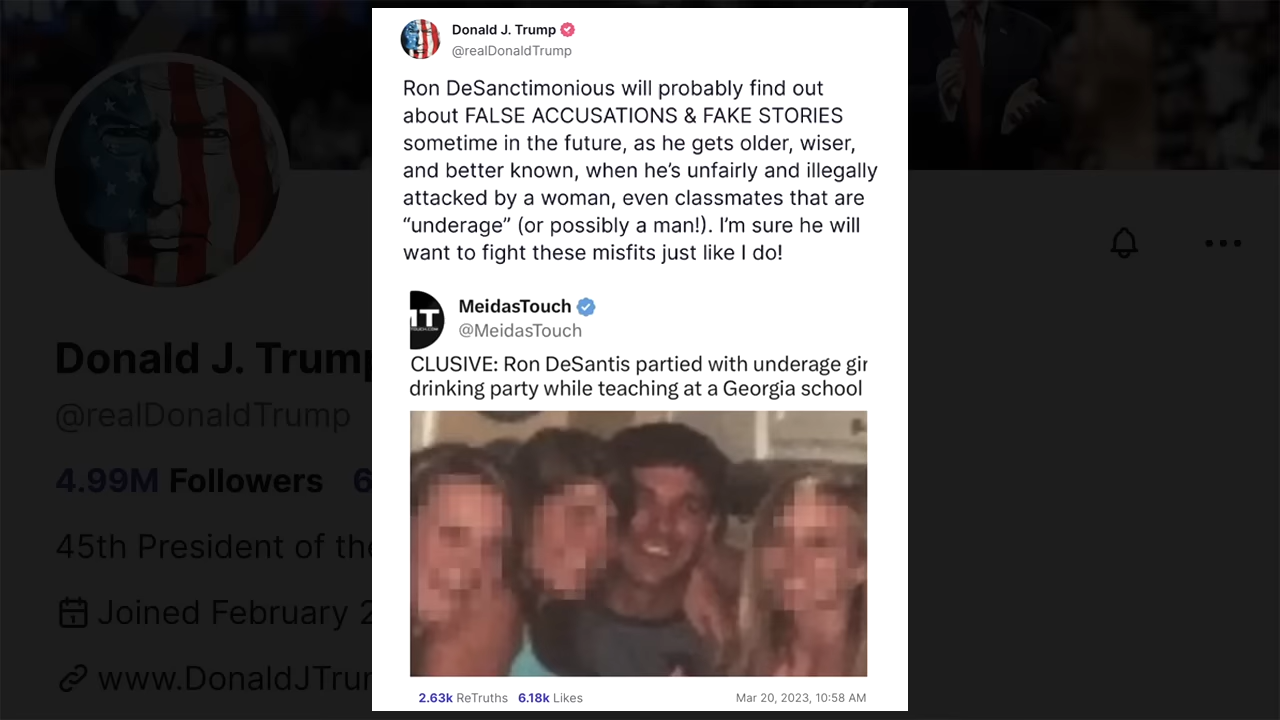 Donald J. Trump
@realDonaldTrump
Ron DeSanctimonious will probably find out
about FALSE ACCUSATIONS & FAKE STORIES
sometime in the future, as he gets older, wiser,
and better known, when he’s unfairly and illegally
attacked by a woman, even classmates that are
“underage” (or possibly a man!). I’m sure he will
want to fight these misfits just like I do!
MeidasTouch
@MeidasTouch
CLUSIVE: Ron DeSantis partied with underage gir
drinking party while teaching at a Georgia school
2.63k ReTruths 6.18k Likes
Mar 20, 2023, 10:58 AM
Donald J. Trump
@realDonaldTrump
4.99M Followers 6
45th President of the
Joined February 2
www.DonaldJTru